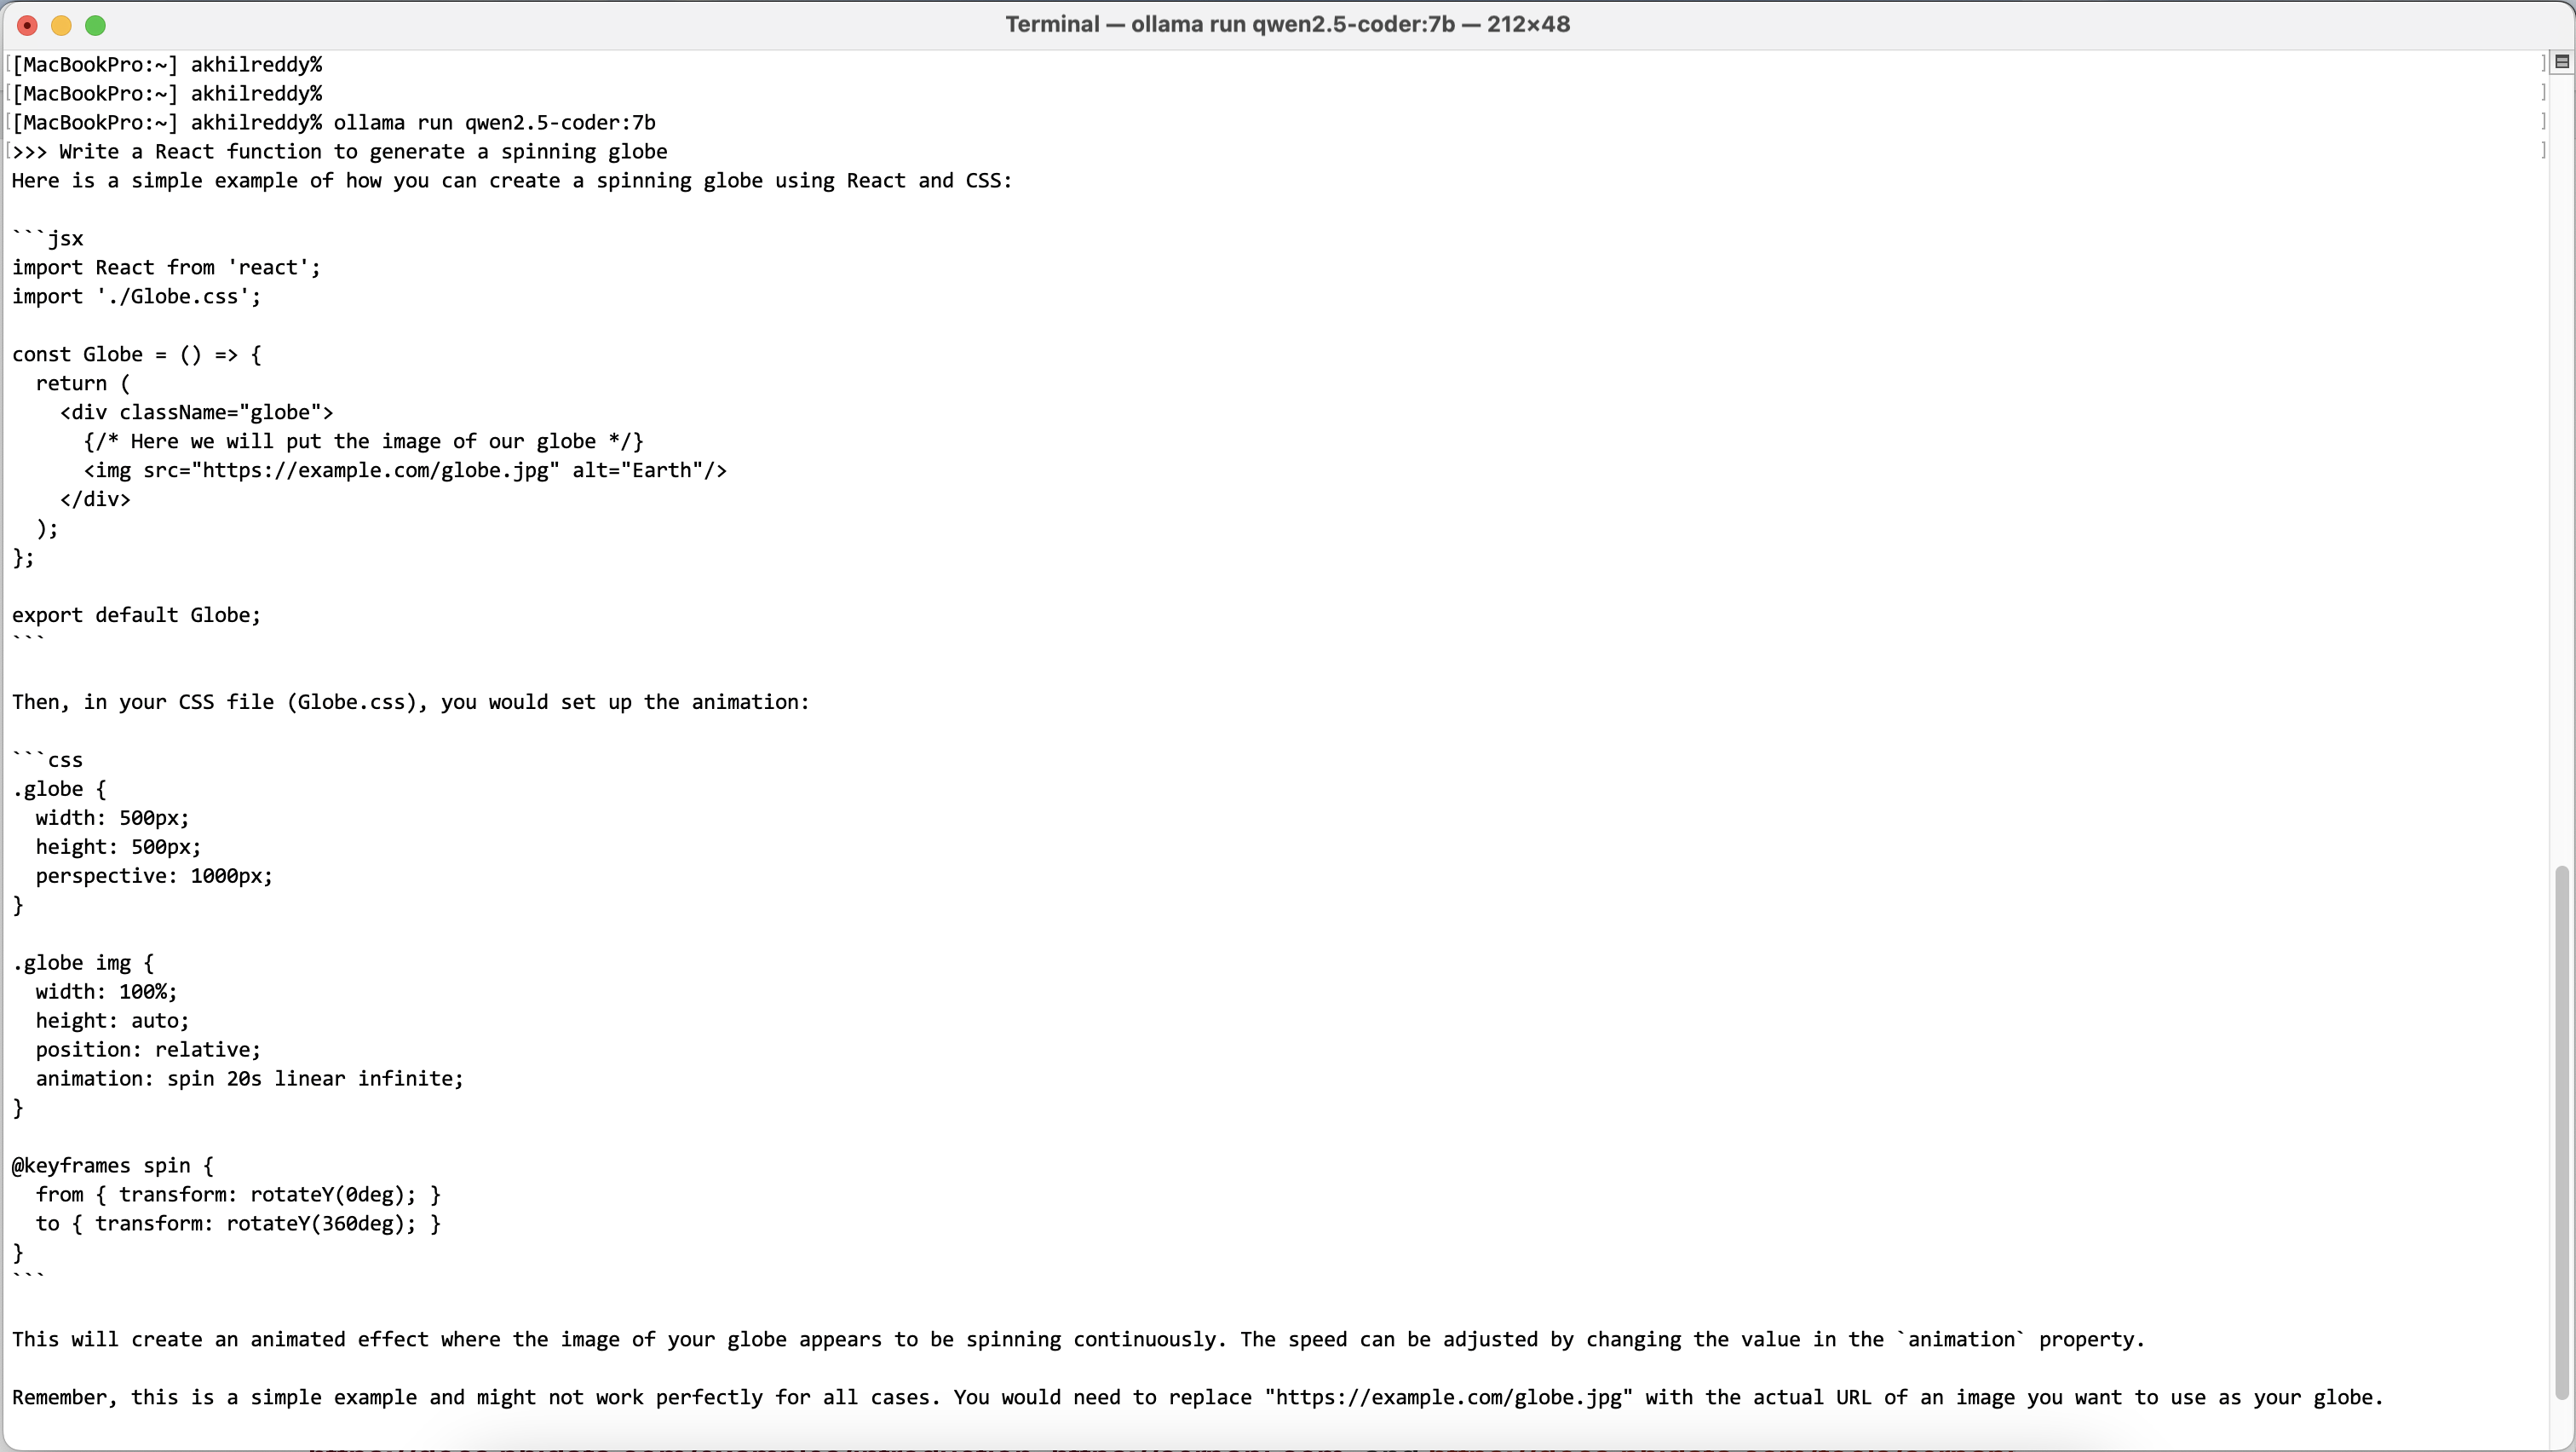 Terminal — ollama run qwen2.5-coder:7b — 212×48
[[MacBookPro:~] akhilreddy% ]
[[MacBookPro:~] akhilreddy% ]
[[MacBookPro:~] akhilreddy% ollama run qwen2.5-coder:7b ]
[>>> Write a React function to generate a spinning globe ]
Here is a simple example of how you can create a spinning globe using React and CSS:
```jsx
import React from 'react';
import './Globe.css';
const Globe = () => {
  return (
    <div className="globe">
      {/* Here we will put the image of our globe */}
      <img src="https://example.com/globe.jpg" alt="Earth"/>
    </div>
  );
};
export default Globe;
```
Then, in your CSS file (Globe.css), you would set up the animation:
```css
.globe {
  width: 500px;
  height: 500px;
  perspective: 1000px;
}
.globe img {
  width: 100%;
  height: auto;
  position: relative;
  animation: spin 20s linear infinite;
}
@keyframes spin {
  from { transform: rotateY(0deg); }
  to { transform: rotateY(360deg); }
}
```
This will create an animated effect where the image of your globe appears to be spinning continuously. The speed can be adjusted by changing the value in the `animation` property.
Remember, this is a simple example and might not work perfectly for all cases. You would need to replace "https://example.com/globe.jpg" with the actual URL of an image you want to use as your globe.